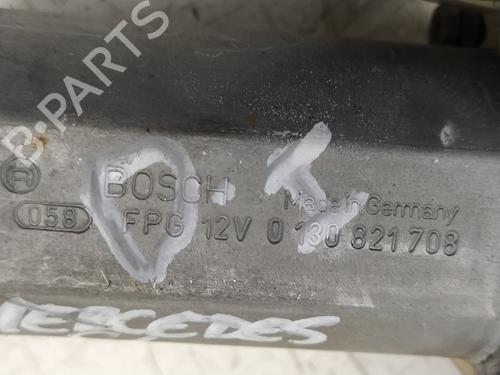 B-PARTS
BOSCH
Made in Germany
058 FPG 12V 0 130 821 708
D.T
MERCEDES